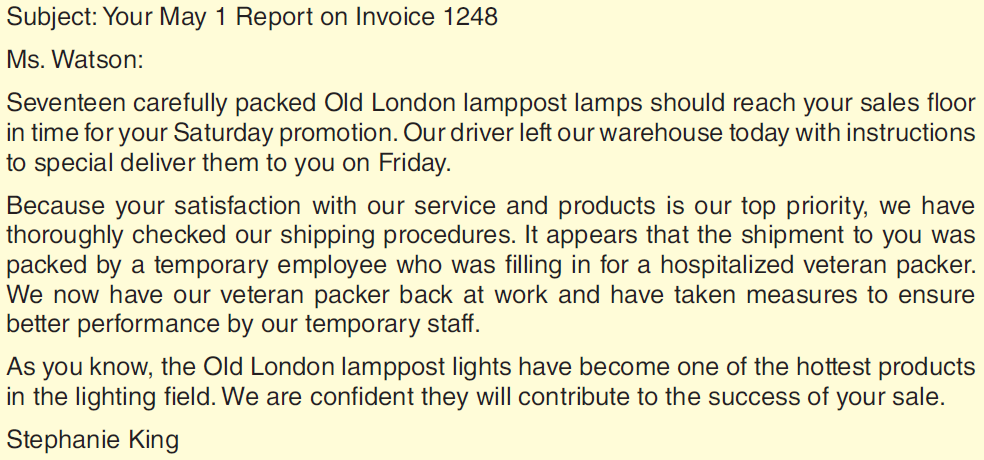 Subject: Your May 1 Report on Invoice 1248
Ms. Watson:
Seventeen carefully packed Old London lamppost lamps should reach your sales floor
in time for your Saturday promotion. Our driver left our warehouse today with instructions
to special deliver them to you on Friday.
Because your satisfaction with our service and products is our top priority, we have
thoroughly checked our shipping procedures. It appears that the shipment to you was
packed by a temporary employee who was filling in for a hospitalized veteran packer.
We now have our veteran packer back at work and have taken measures to ensure
better performance by our temporary staff.
As you know, the Old London lamppost lights have become one of the hottest products
in the lighting field. We are confident they will contribute to the success of your sale.
Stephanie King